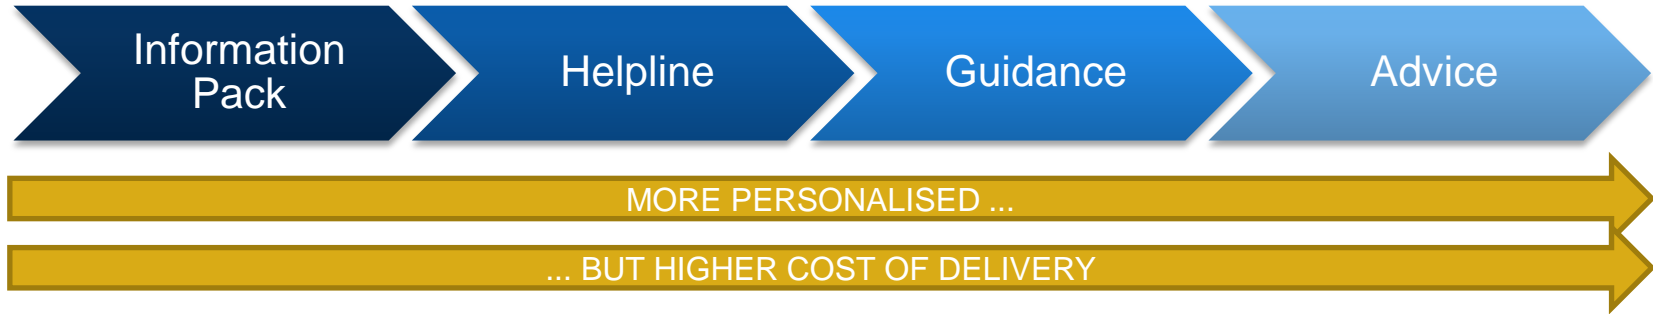 Information
Pack
Helpline
Guidance
Advice
MORE PERSONALISED ...
... BUT HIGHER COST OF DELIVERY